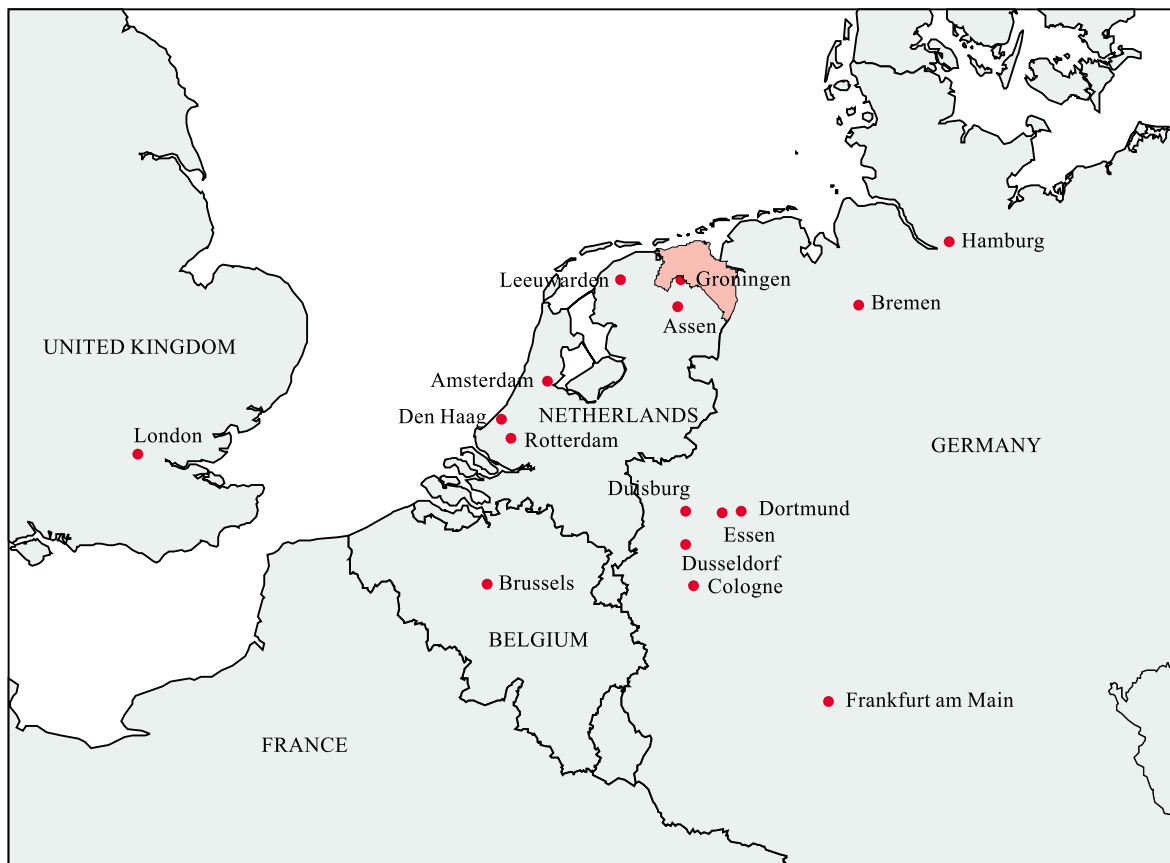 Hamburg
Leeuwarden
Groningen
Bremen
Assen
UNITED KINGDOM
Amsterdam
Den Haag
NETHERLANDS
London
Rotterdam
GERMANY
Duisburg
Dortmund
Essen
Dusseldorf
Brussels
Cologne
BELGIUM
Frankfurt am Main
FRANCE